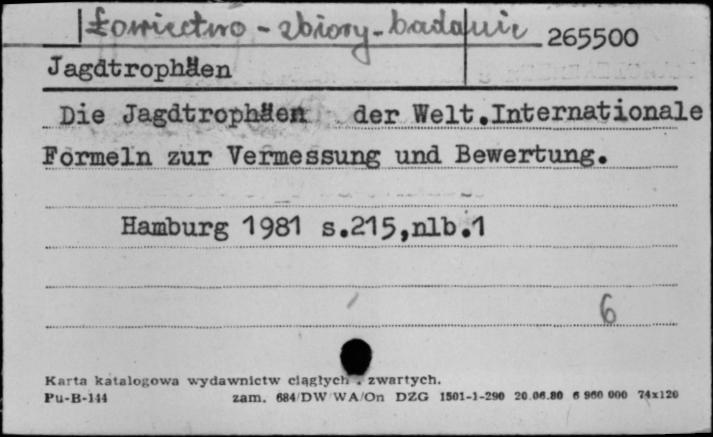 Łowiectwo - zbiory - badanie 265500
Jagdtrophäen
Die Jagdtrophäen der Welt.Internationale
Formeln zur Vermessung und Bewertung.
Hamburg 1981 s.215,nlb.1
6
Karta katalogowa wydawnictw ciągłych . zwartych.
Pu-B-144 zam. 684/DW WA/On DZG 1501-1-290 20.06.80 6 960 000 74x120